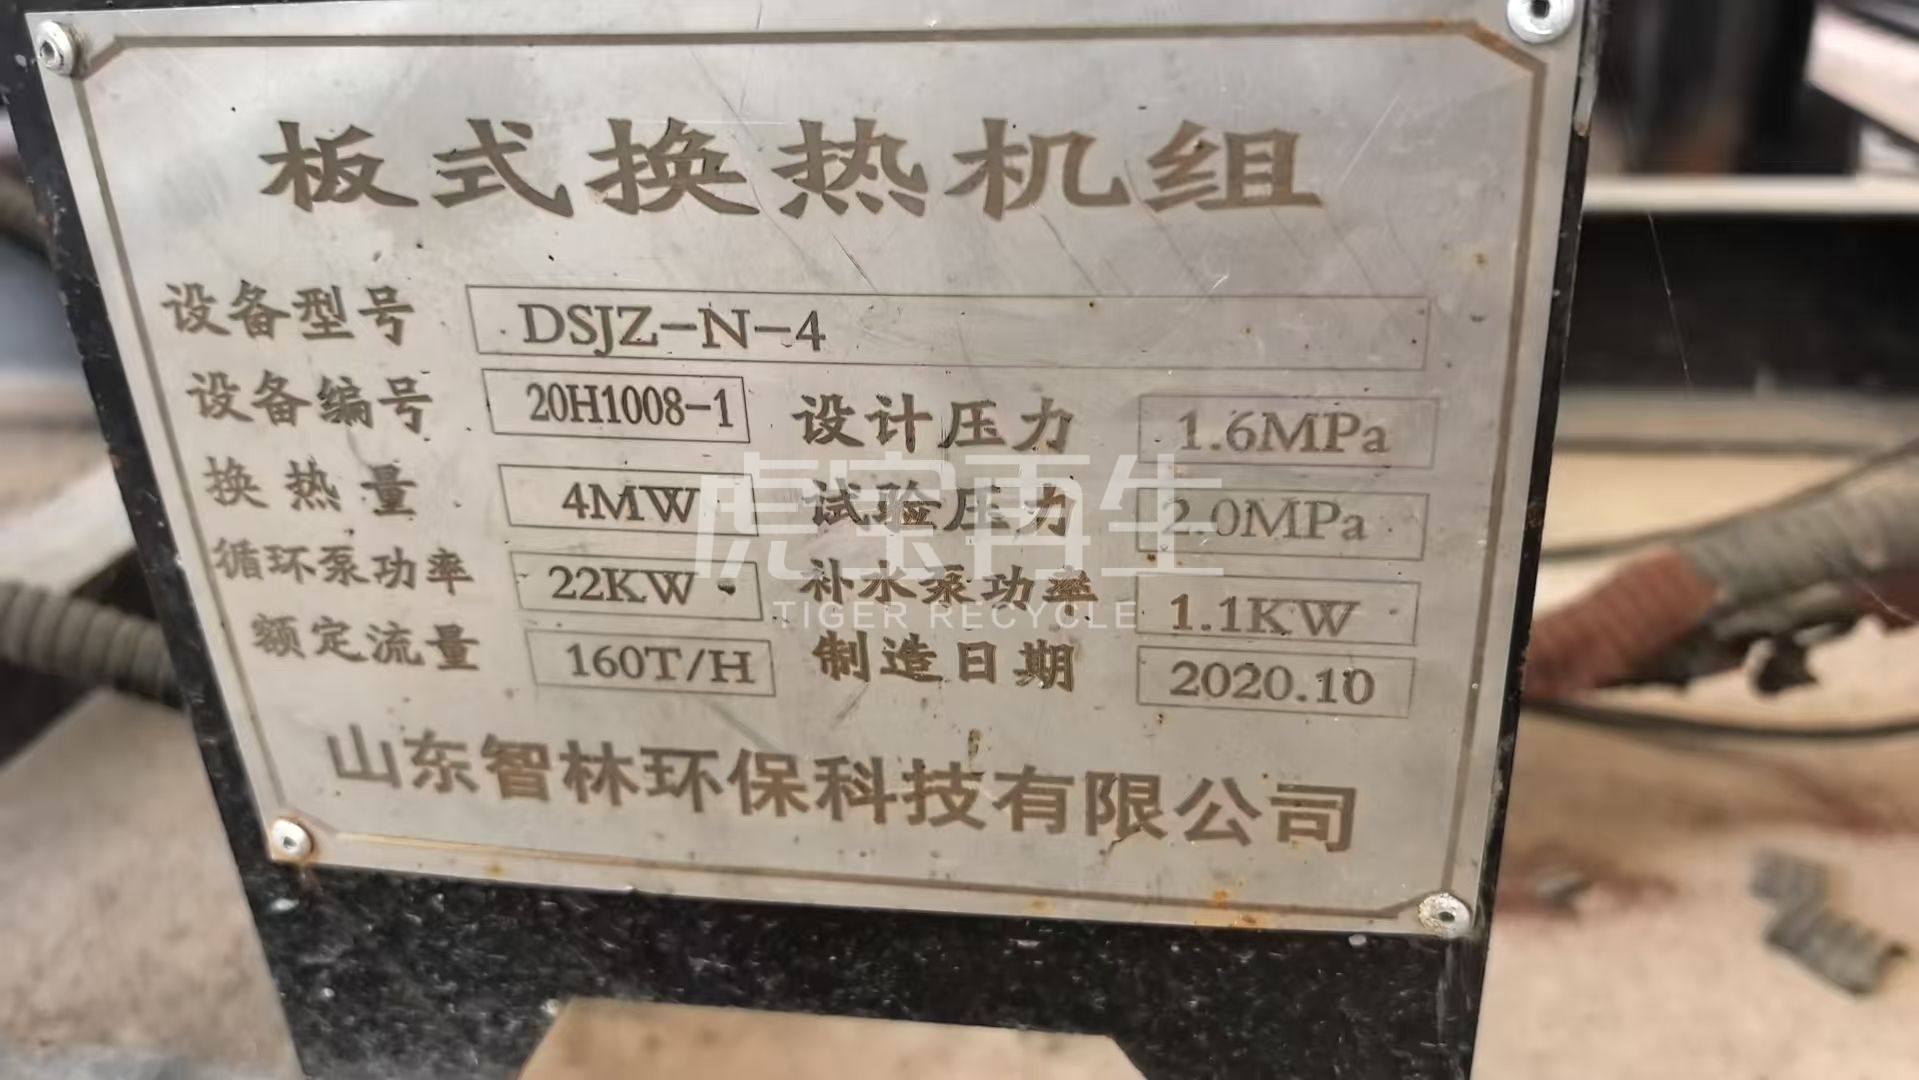 板式换热机组
设备型号 DSJZ-N-4
设备编号 20H1008-1 设计压力 1.6MPa
换热量 4MW 试验压力 2.0MPa
循环泵功率 22KW 补水泵功率 1.1KW
额定流量 160T/H 制造日期 2020.10
山东智林环保科技有限公司
虎宝再生
TIGER RECYCLE